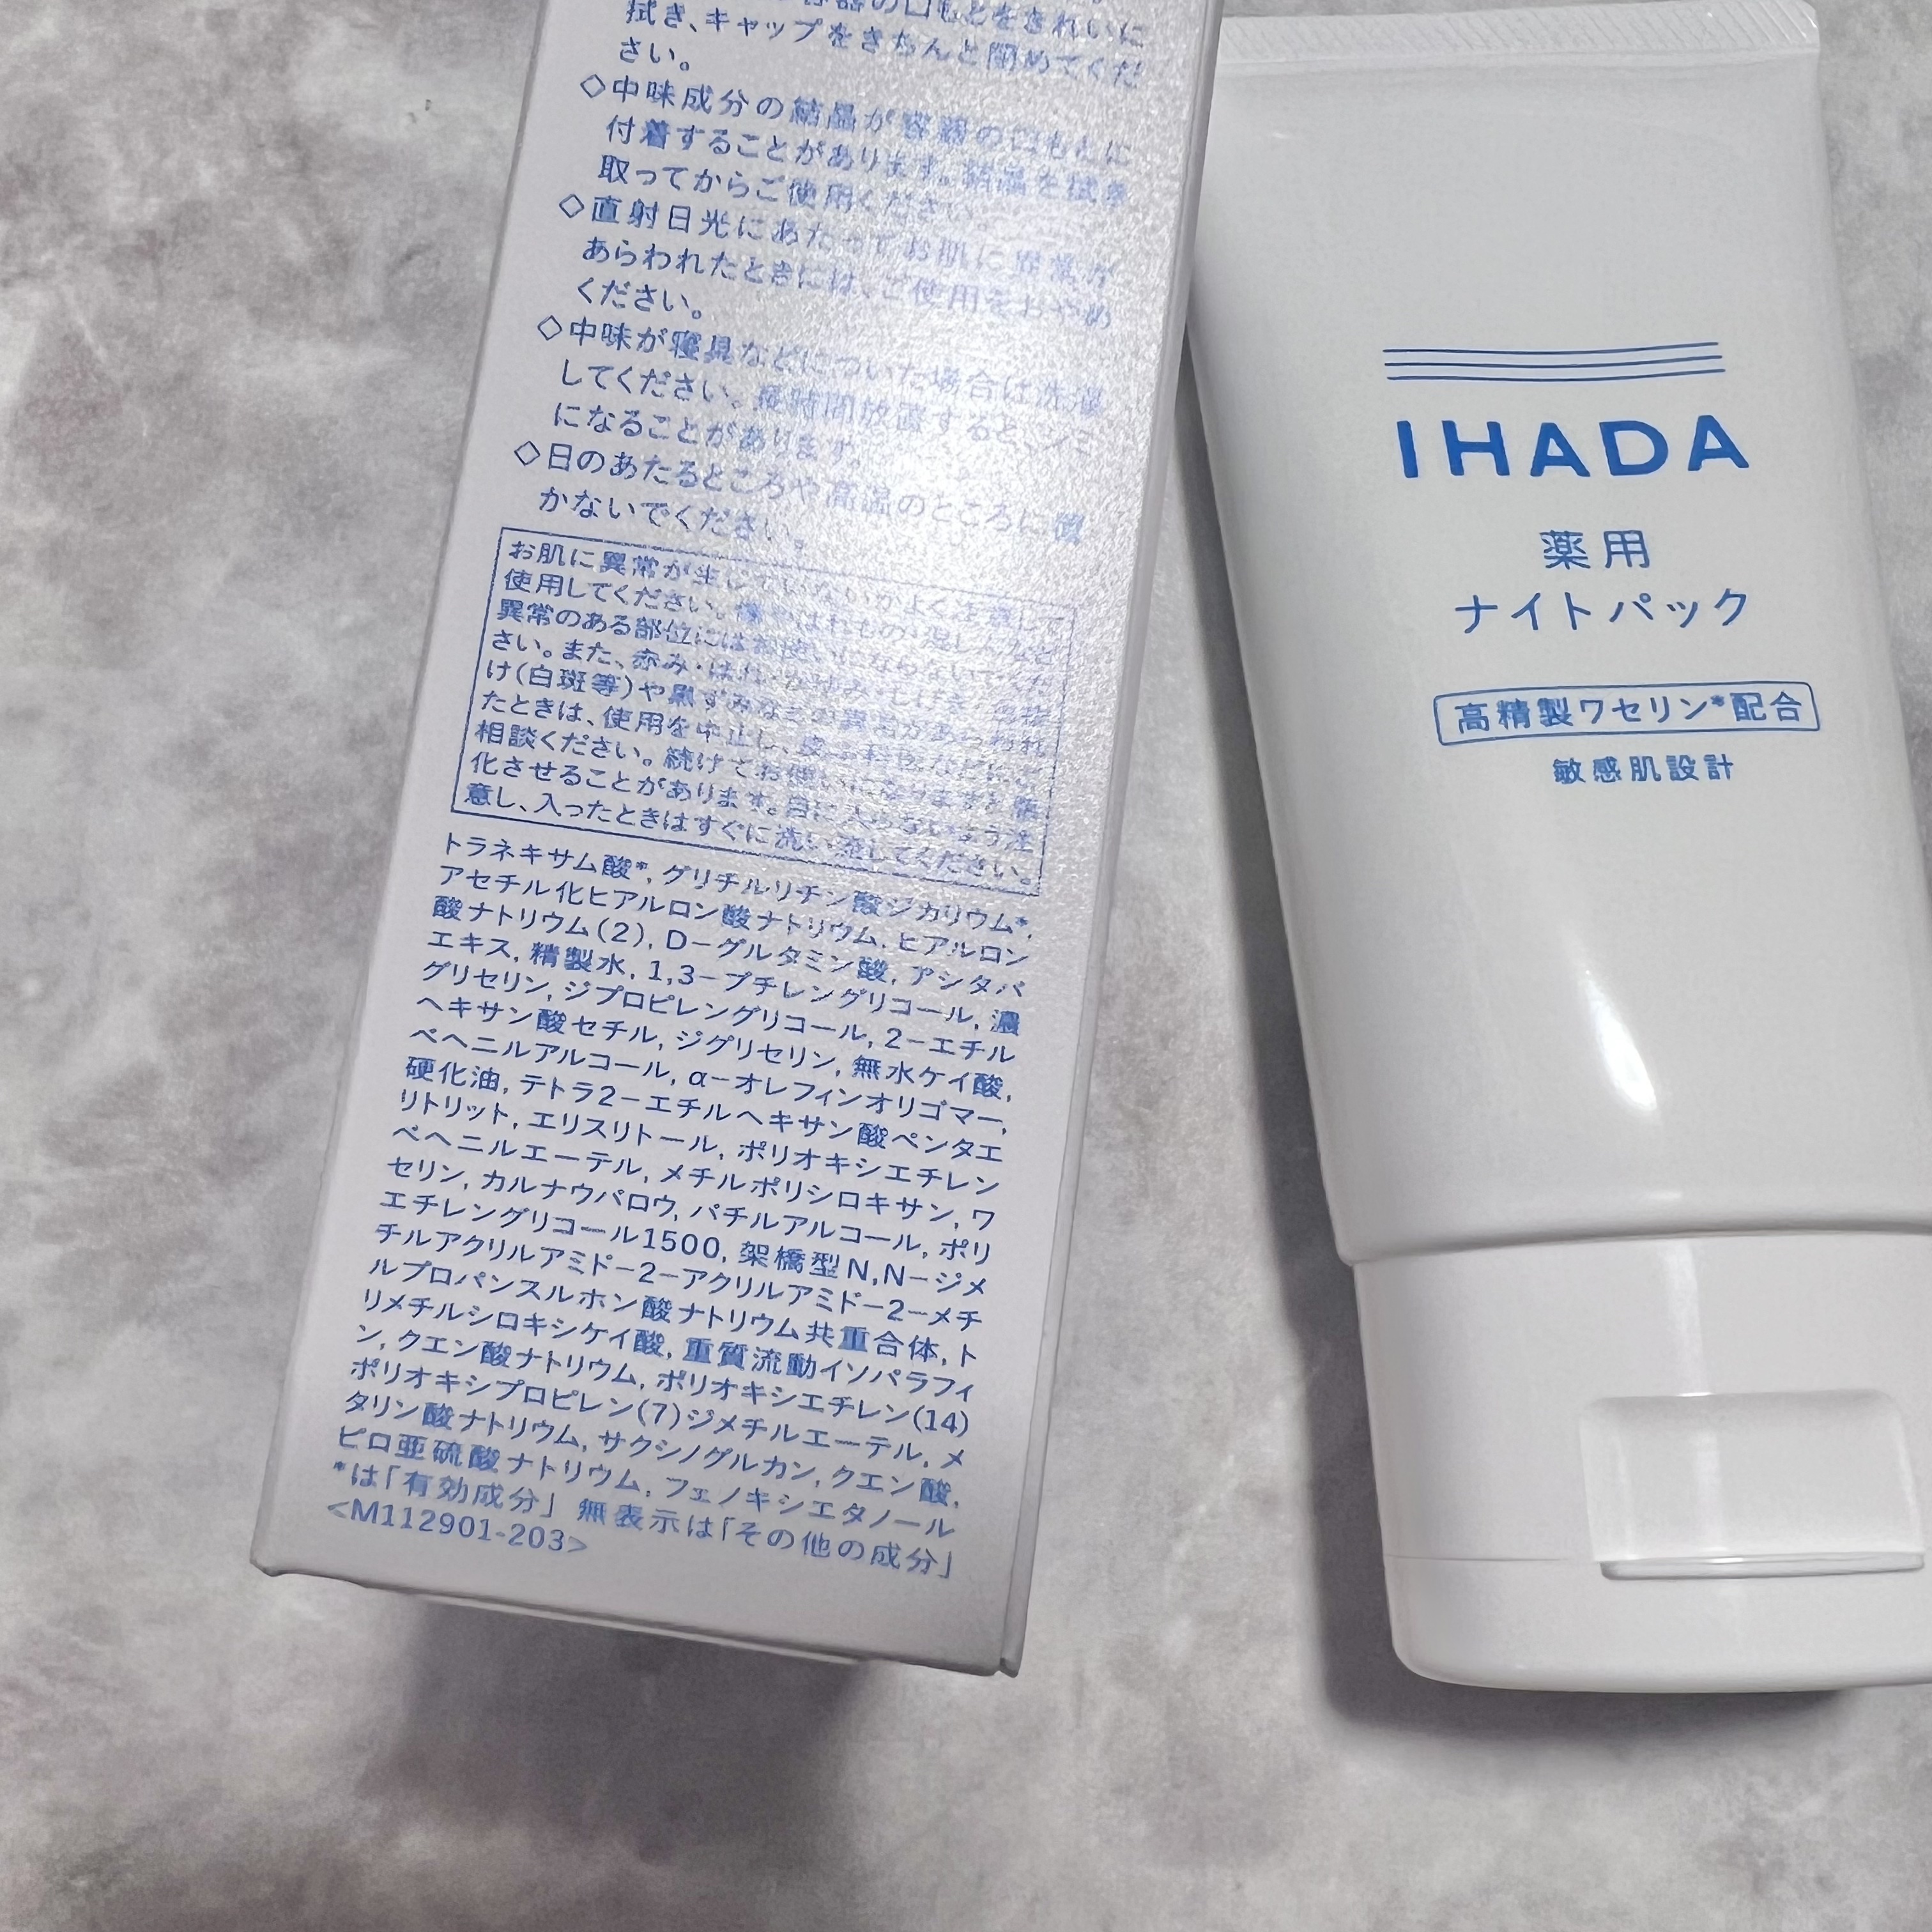 容器の口もとをきれいに
拭き、キャップをきちんと閉めてくだ
さい。
◇中味成分の結晶が容器の口もとに
付着することがあります。結晶を拭き
取ってからご使用ください。
◇直射日光にあたってお肌に異常が
あらわれたときには、ご使用をおやめ
ください。
◇中味が寝具などについた場合は洗濯
してください。長時間放置すると、シミ
になることがあります。
◇日のあたるところや高温のところに置
かないでください。
お肌に異常が生じていないかよく注意して
使用してください。傷やはれもの・湿しんなど
異常のある部位にはお使いにならないでくだ
さい。また、赤み・はれ・かゆみ・しげき、色抜
け(白斑等)や黒ずみなどの異常があらわれ
たときは、使用を中止し、皮ふ科医などにご
相談ください。続けてお使いになりますと悪
化させることがあります。目に入らないよう注
意し、入ったときはすぐに洗い流してください。
トラネキサム酸*, グリチルリチン酸ジカリウム*,
アセチル化ヒアルロン酸ナトリウム, ヒアルロン
酸ナトリウム(2), D-グルタミン酸, アシタバ
エキス, 精製水, 1,3-ブチレングリコール, 濃
グリセリン, ジプロピレングリコール, 2-エチル
ヘキサン酸セチル, ジグリセリン, 無水ケイ酸,
ベヘニルアルコール, α-オレフィンオリゴマー,
硬化油, テトラ2-エチルヘキサン酸ペンタエ
リトリット, エリスリトール, ポリオキシエチレン
ベヘニルエーテル, メチルポリシロキサン, ワ
セリン, カルナウバロウ, バチルアルコール, ポリ
エチレングリコール1500, 架橋型N,N-ジメ
チルアクリルアミド-2-アクリルアミド-2-メチ
ルプロパンスルホン酸ナトリウム共重合体, ト
リメチルシロキシケイ酸, 重質流動イソパラフィ
ン, クエン酸ナトリウム, ポリオキシエチレン(14)
ポリオキシプロピレン(7)ジメチルエーテル, メ
タリン酸ナトリウム, サクシノグルカン, クエン酸,
ピロ亜硫酸ナトリウム, フェノキシエタノール
*は「有効成分」 無表示は「その他の成分」
<M112901-203>
IHADA
薬用
ナイトパック
高精製ワセリン*配合
敏感肌設計